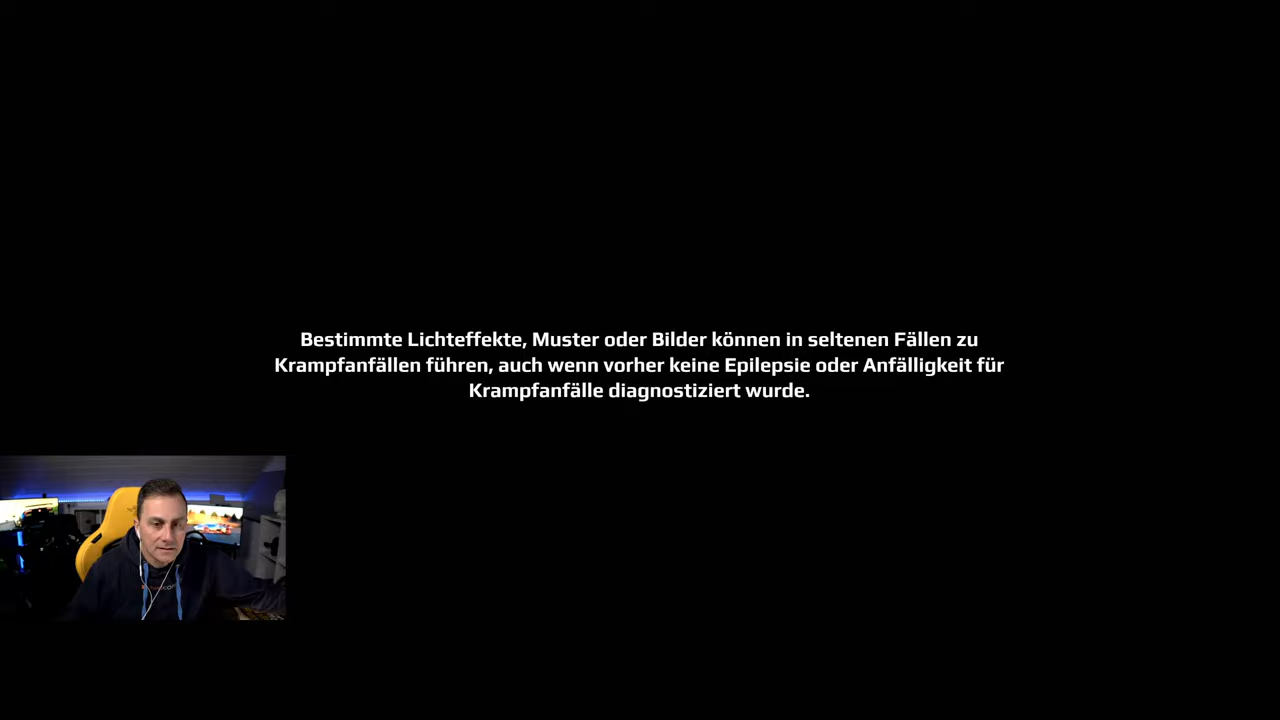 Bestimmte Lichteffekte, Muster oder Bilder können in seltenen Fällen zu
Krampfanfällen führen, auch wenn vorher keine Epilepsie oder Anfälligkeit für
Krampfanfälle diagnostiziert wurde.